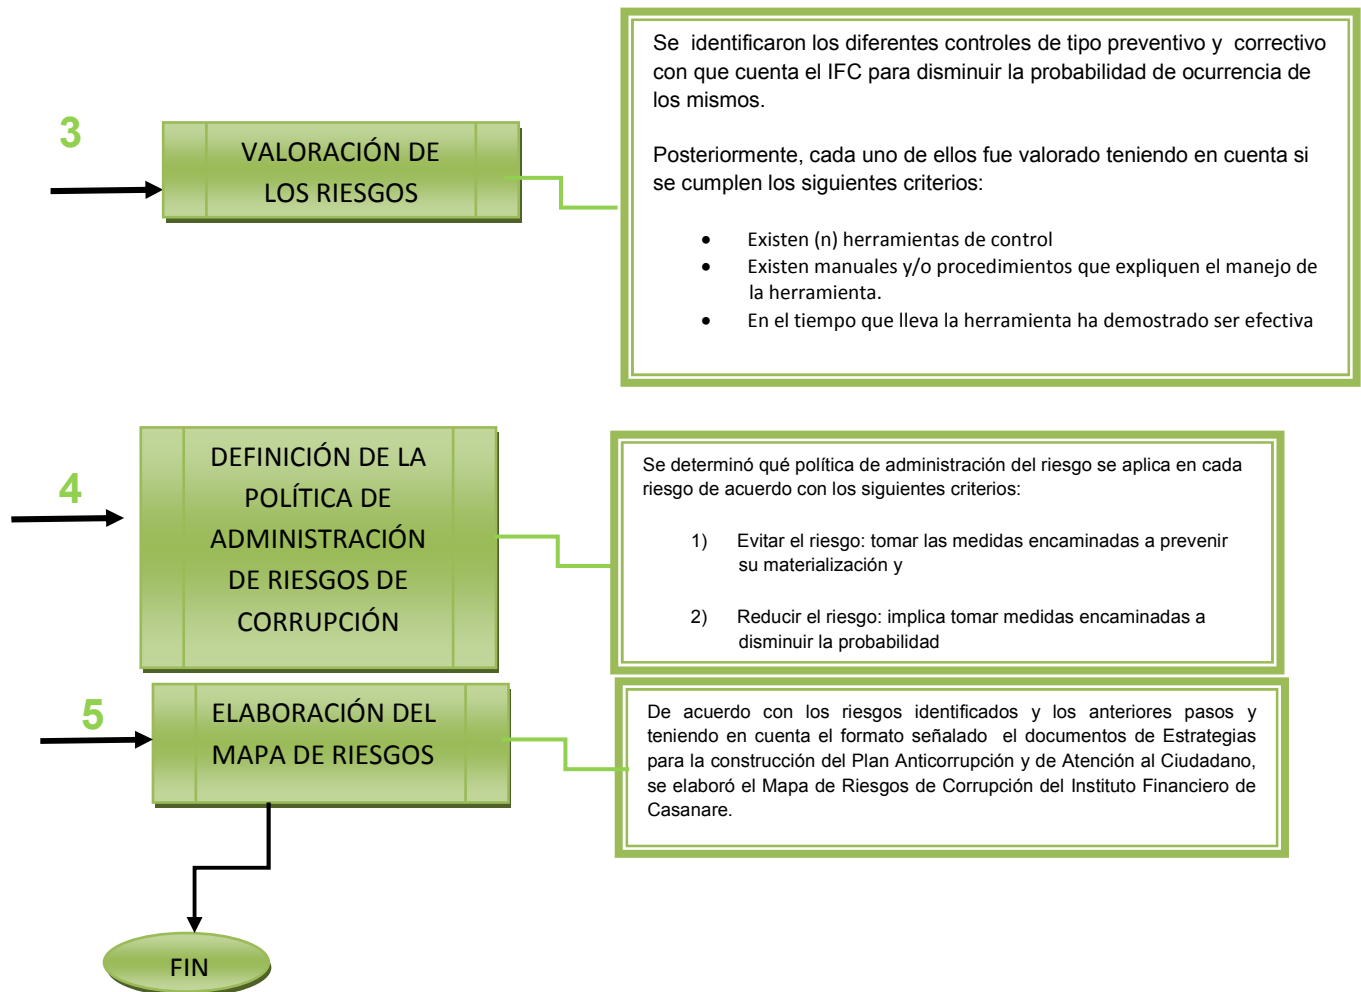 3
VALORACIÓN DE
LOS RIESGOS
Se identificaron los diferentes controles de tipo preventivo y correctivo
con que cuenta el IFC para disminuir la probabilidad de ocurrencia de
los mismos.
Posteriormente, cada uno de ellos fue valorado teniendo en cuenta si
se cumplen los siguientes criterios:
• Existen (n) herramientas de control
• Existen manuales y/o procedimientos que expliquen el manejo de
la herramienta.
• En el tiempo que lleva la herramienta ha demostrado ser efectiva
4
DEFINICIÓN DE LA
POLÍTICA DE
ADMINISTRACIÓN
DE RIESGOS DE
CORRUPCIÓN
Se determinó qué política de administración del riesgo se aplica en cada
riesgo de acuerdo con los siguientes criterios:
1) Evitar el riesgo: tomar las medidas encaminadas a prevenir
su materialización y
2) Reducir el riesgo: implica tomar medidas encaminadas a
disminuir la probabilidad
5
ELABORACIÓN DEL
MAPA DE RIESGOS
De acuerdo con los riesgos identificados y los anteriores pasos y
teniendo en cuenta el formato señalado el documentos de Estrategias
para la construcción del Plan Anticorrupción y de Atención al Ciudadano,
se elaboró el Mapa de Riesgos de Corrupción del Instituto Financiero de
Casanare.
FIN